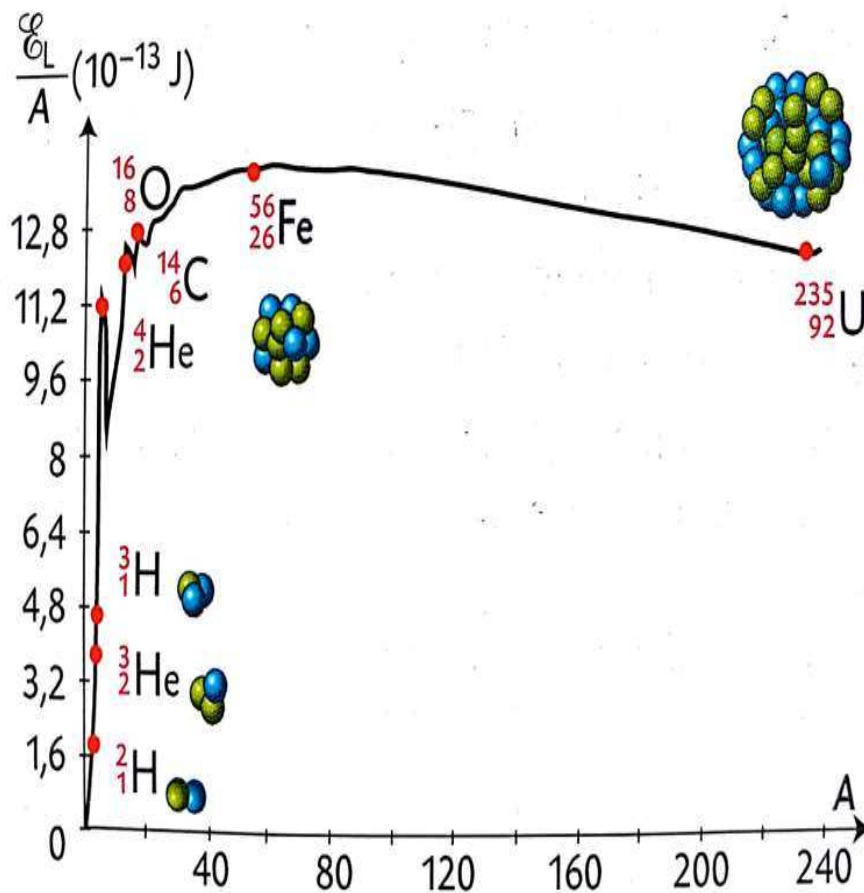 ℰL/A (10⁻¹³ J)
16 8 O
56 26 Fe
12,8
14 6 C
11,2
235 92 U
4 2 He
9,6
8
6,4
3 1 H
4,8
3 2 He
3,2
2 1 H
1,6
A
0
40 80 120 160 200 240